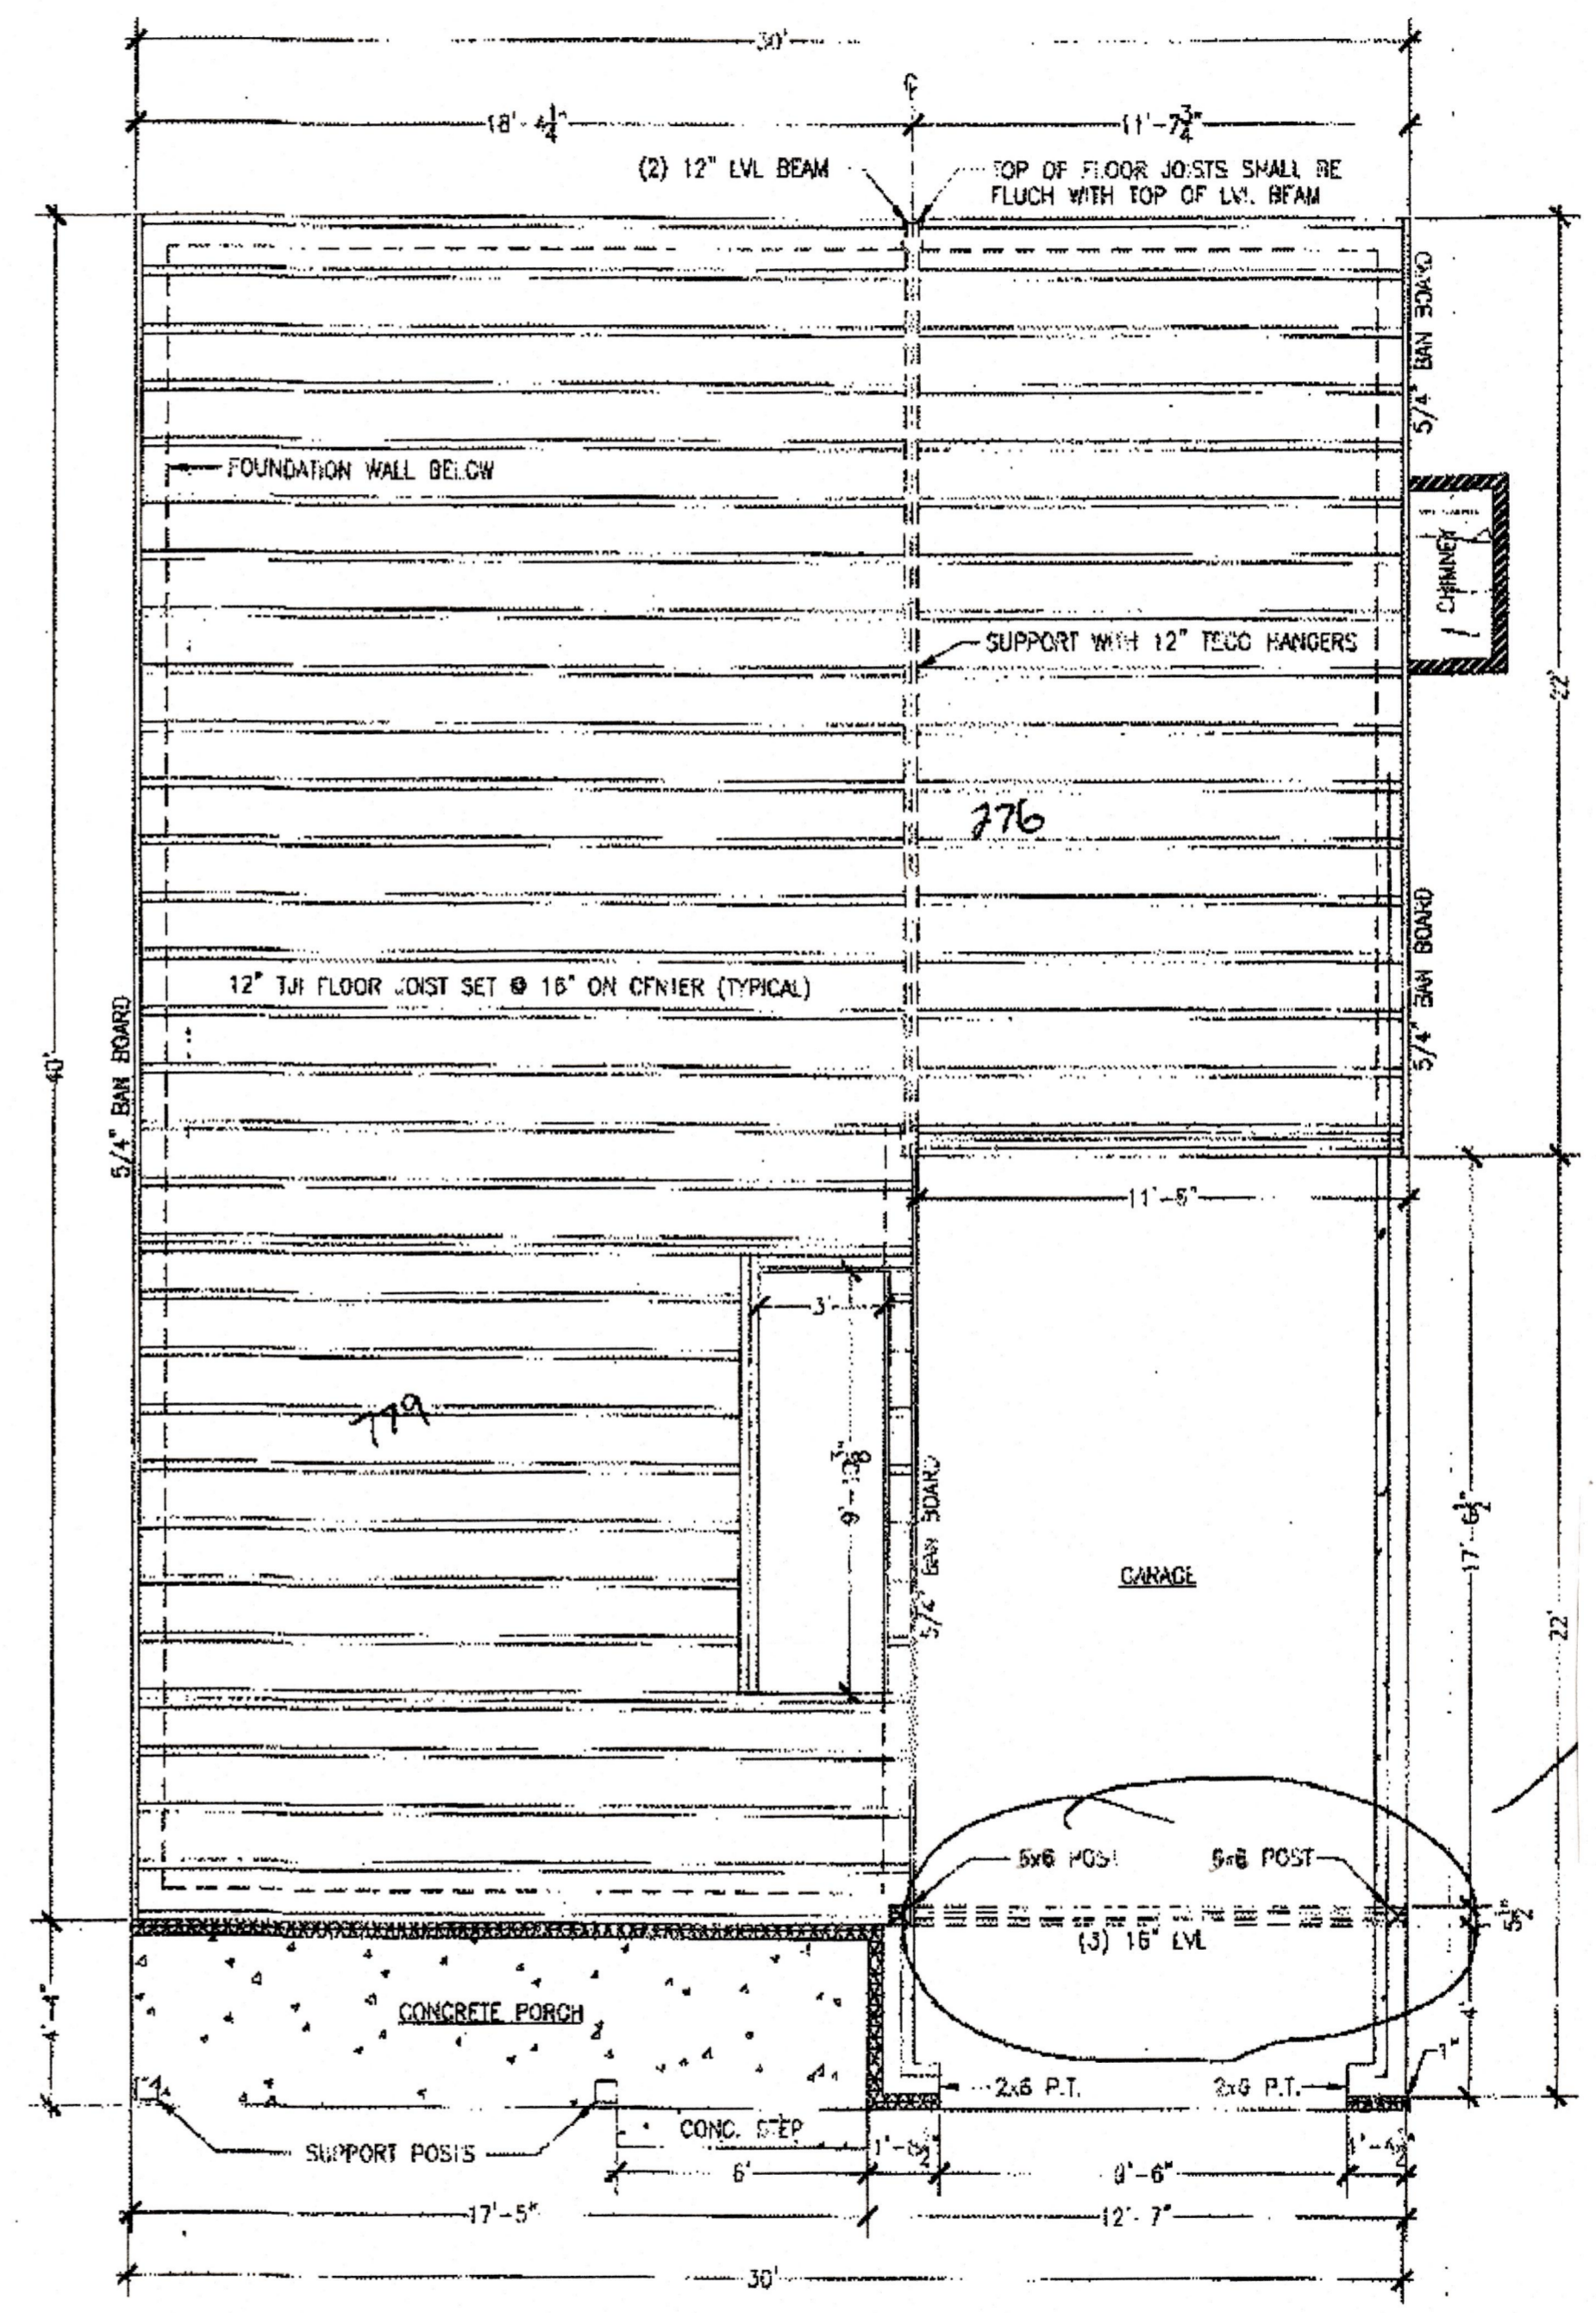 30'
18'-4 1/4"
11'-7 3/4"
(2) 12" LVL BEAM
TOP OF FLOOR JOISTS SHALL BE
FLUCH WITH TOP OF LVL BEAM
5/4" BAN BOARD
FOUNDATION WALL BELOW
CHIMNEY
SUPPORT WITH 12" TECO HANGERS
22'
276
5/4" BAN BOARD
12" TJI FLOOR JOIST SET @ 16" ON CENTER (TYPICAL)
40'
5/4" BAN BOARD
11'-5"
3'
779
9'-10 3/8"
5/4" BAN BOARD
GARAGE
17'-6 1/2"
22'
6x6 POST
6x6 POST
(3) 16" LVL
5 1/2"
CONCRETE PORCH
4'-4"
4'
1"
2x6 P.T.
2x6 P.T.
CONC. STEP
SUPPORT POSTS
6'
1'-8 1/2"
9'-6"
1'-4 1/2"
17'-5"
12'-7"
30'